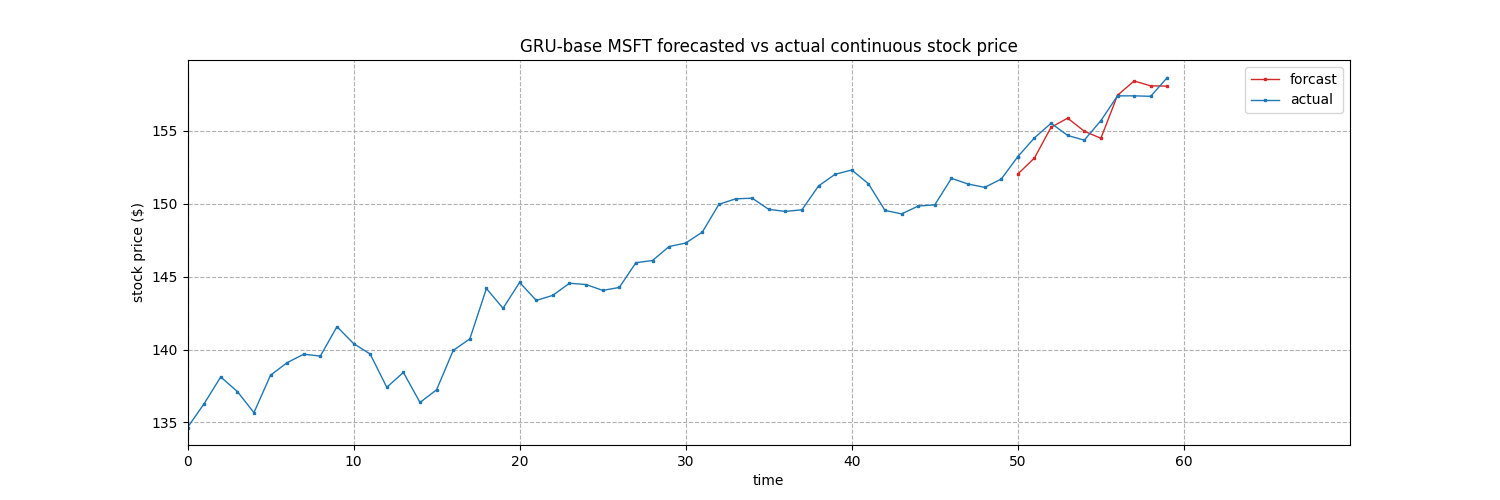 GRU-base MSFT forecasted vs actual continuous stock price
forcast
actual
155
150
145
140
135
stock price ($)
0 10 20 30 40 50 60
time